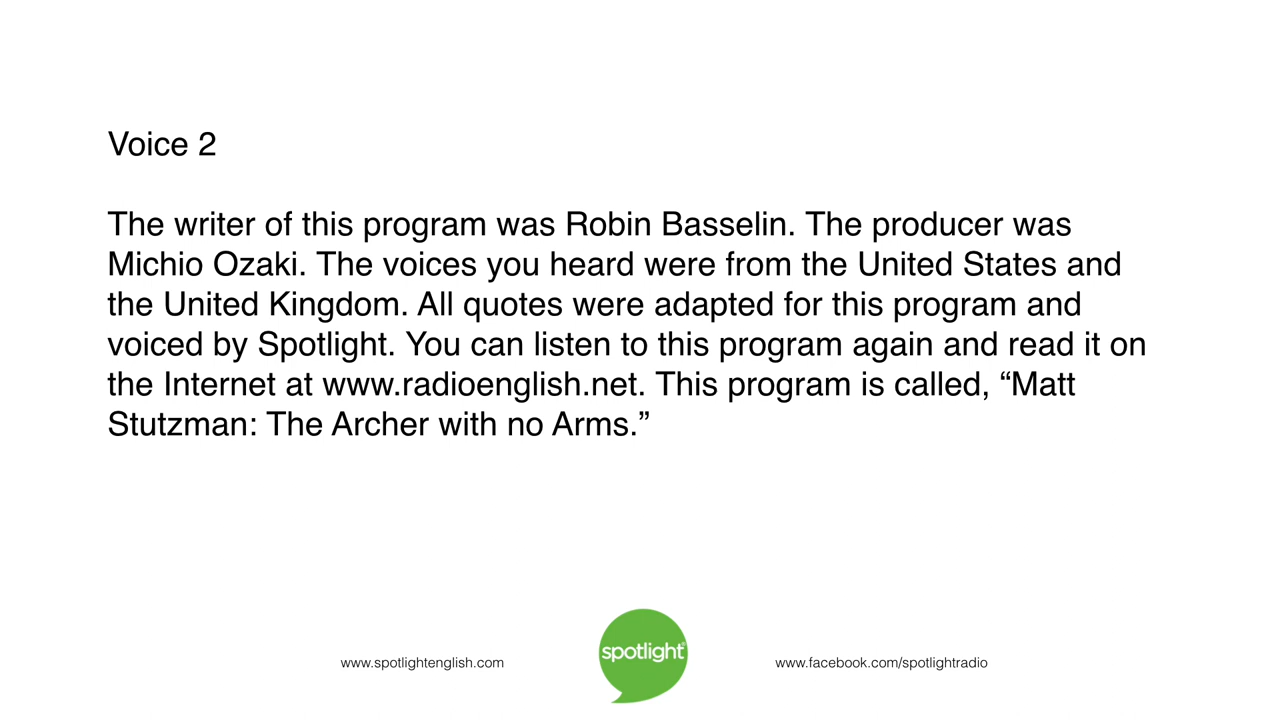 Voice 2
The writer of this program was Robin Basselin. The producer was
Michio Ozaki. The voices you heard were from the United States and
the United Kingdom. All quotes were adapted for this program and
voiced by Spotlight. You can listen to this program again and read it on
the Internet at www.radioenglish.net. This program is called, “Matt
Stutzman: The Archer with no Arms.”
www.spotlightenglish.com
spotlight®
www.facebook.com/spotlightradio